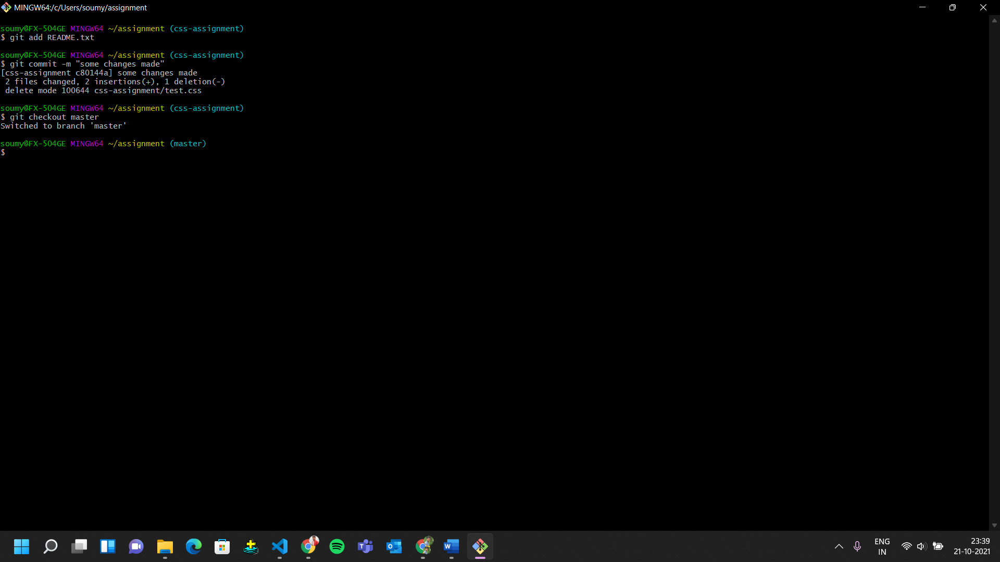 MINGW64:/c/Users/soumy/assignment
soumy@FX-504GE MINGW64 ~/assignment (css-assignment)
$ git add README.txt
soumy@FX-504GE MINGW64 ~/assignment (css-assignment)
$ git commit -m "some changes made"
[css-assignment c80144a] some changes made
 2 files changed, 2 insertions(+), 1 deletion(-)
 delete mode 100644 css-assignment/test.css
soumy@FX-504GE MINGW64 ~/assignment (css-assignment)
$ git checkout master
Switched to branch 'master'
soumy@FX-504GE MINGW64 ~/assignment (master)
$
ENG
IN
23:39
21-10-2021